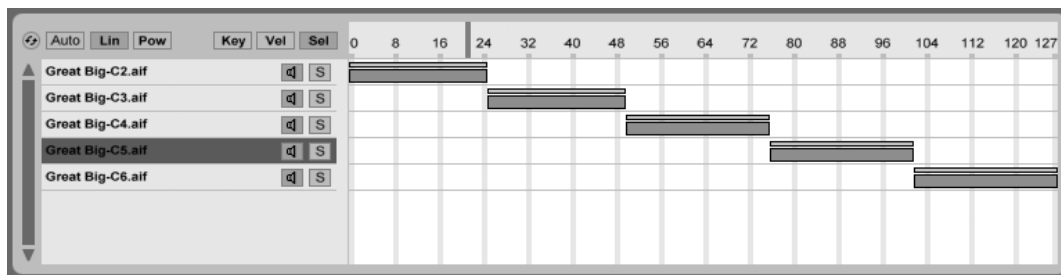 Auto Lin Pow Key Vel Sel 0 8 16 24 32 40 48 56 64 72 80 88 96 104 112 120 127
Great Big-C2.aif S
Great Big-C3.aif S
Great Big-C4.aif S
Great Big-C5.aif S
Great Big-C6.aif S